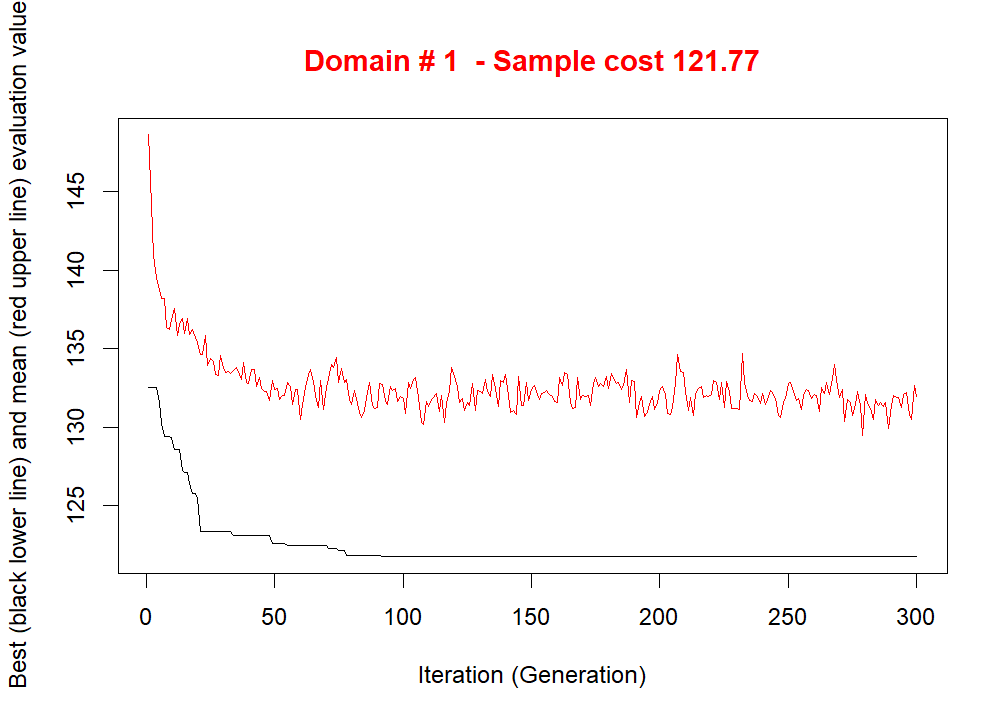 Domain # 1  - Sample cost 121.77
Best (black lower line) and mean (red upper line) evaluation value
145
140
135
130
125
0 50 100 150 200 250 300
Iteration (Generation)